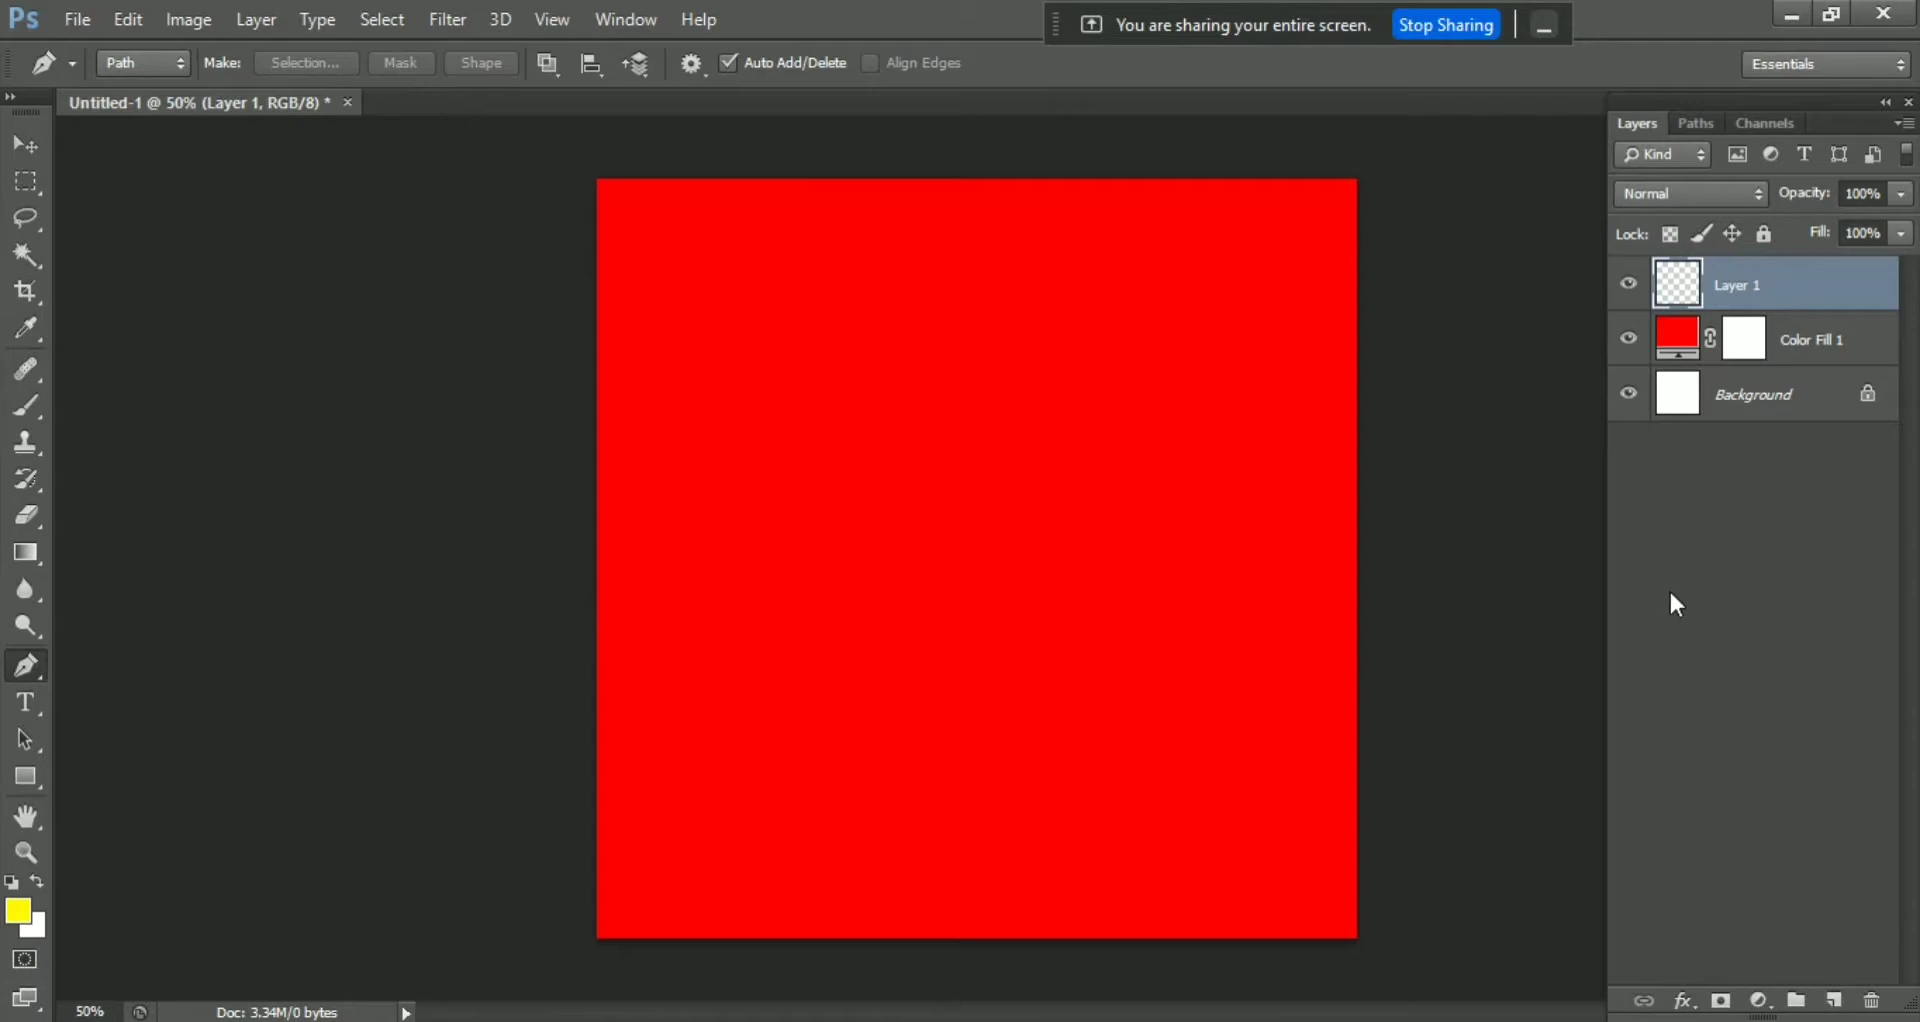 Ps File Edit Image Layer Type Select Filter 3D View Window Help
You are sharing your entire screen. Stop Sharing
Path Make: Selection... Mask Shape Auto Add/Delete Align Edges Essentials
Untitled-1 @ 50% (Layer 1, RGB/8) *
Layers Paths Channels
Kind
Normal Opacity: 100%
Lock: Fill: 100%
Layer 1
Color Fill 1
Background
50% Doc: 3.34M/0 bytes